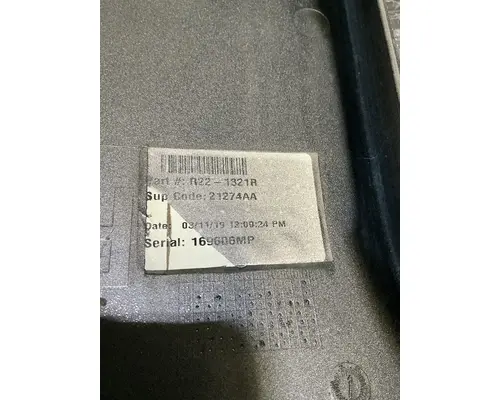 Part #: R22-1321R
Sup Code: 21274AA
Date: 03/11/19 12:09:24 PM
Serial: 169606MP